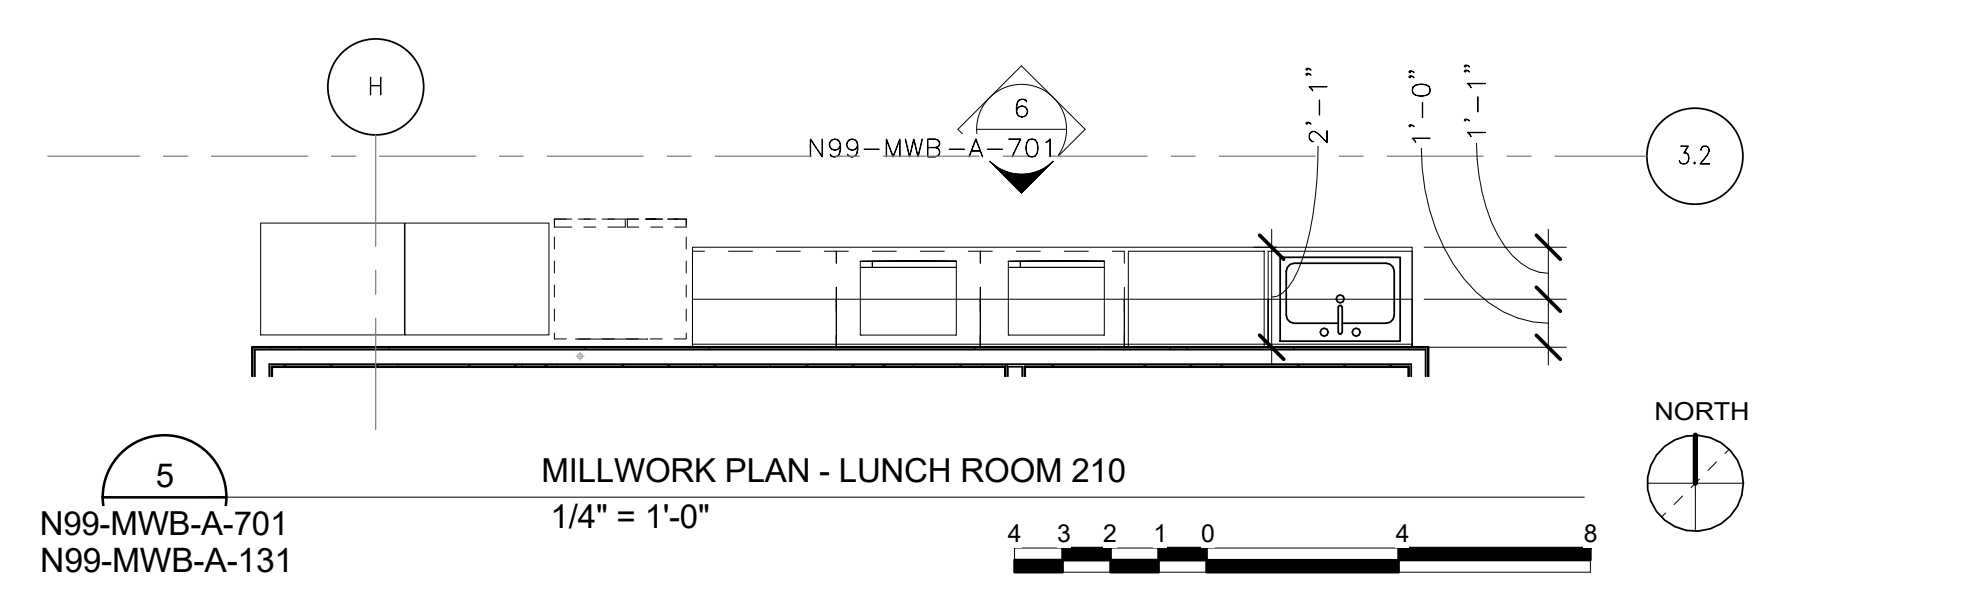 H
6
N99-MWB-A-701
2'-1"
1'-0"
1'-1"
3.2
NORTH
5
MILLWORK PLAN - LUNCH ROOM 210
1/4" = 1'-0"
N99-MWB-A-701
N99-MWB-A-131
4 3 2 1 0 4 8